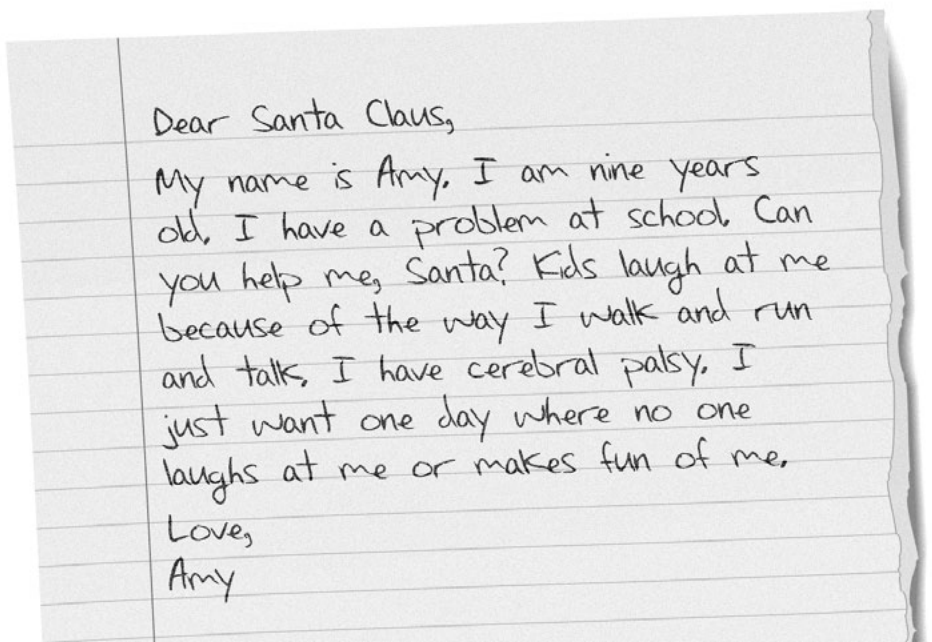 Dear Santa Claus,
My name is Amy. I am nine years
old. I have a problem at school. Can
you help me, Santa? Kids laugh at me
because of the way I walk and run
and talk. I have cerebral palsy. I
just want one day where no one
laughs at me or makes fun of me.
Love,
Amy